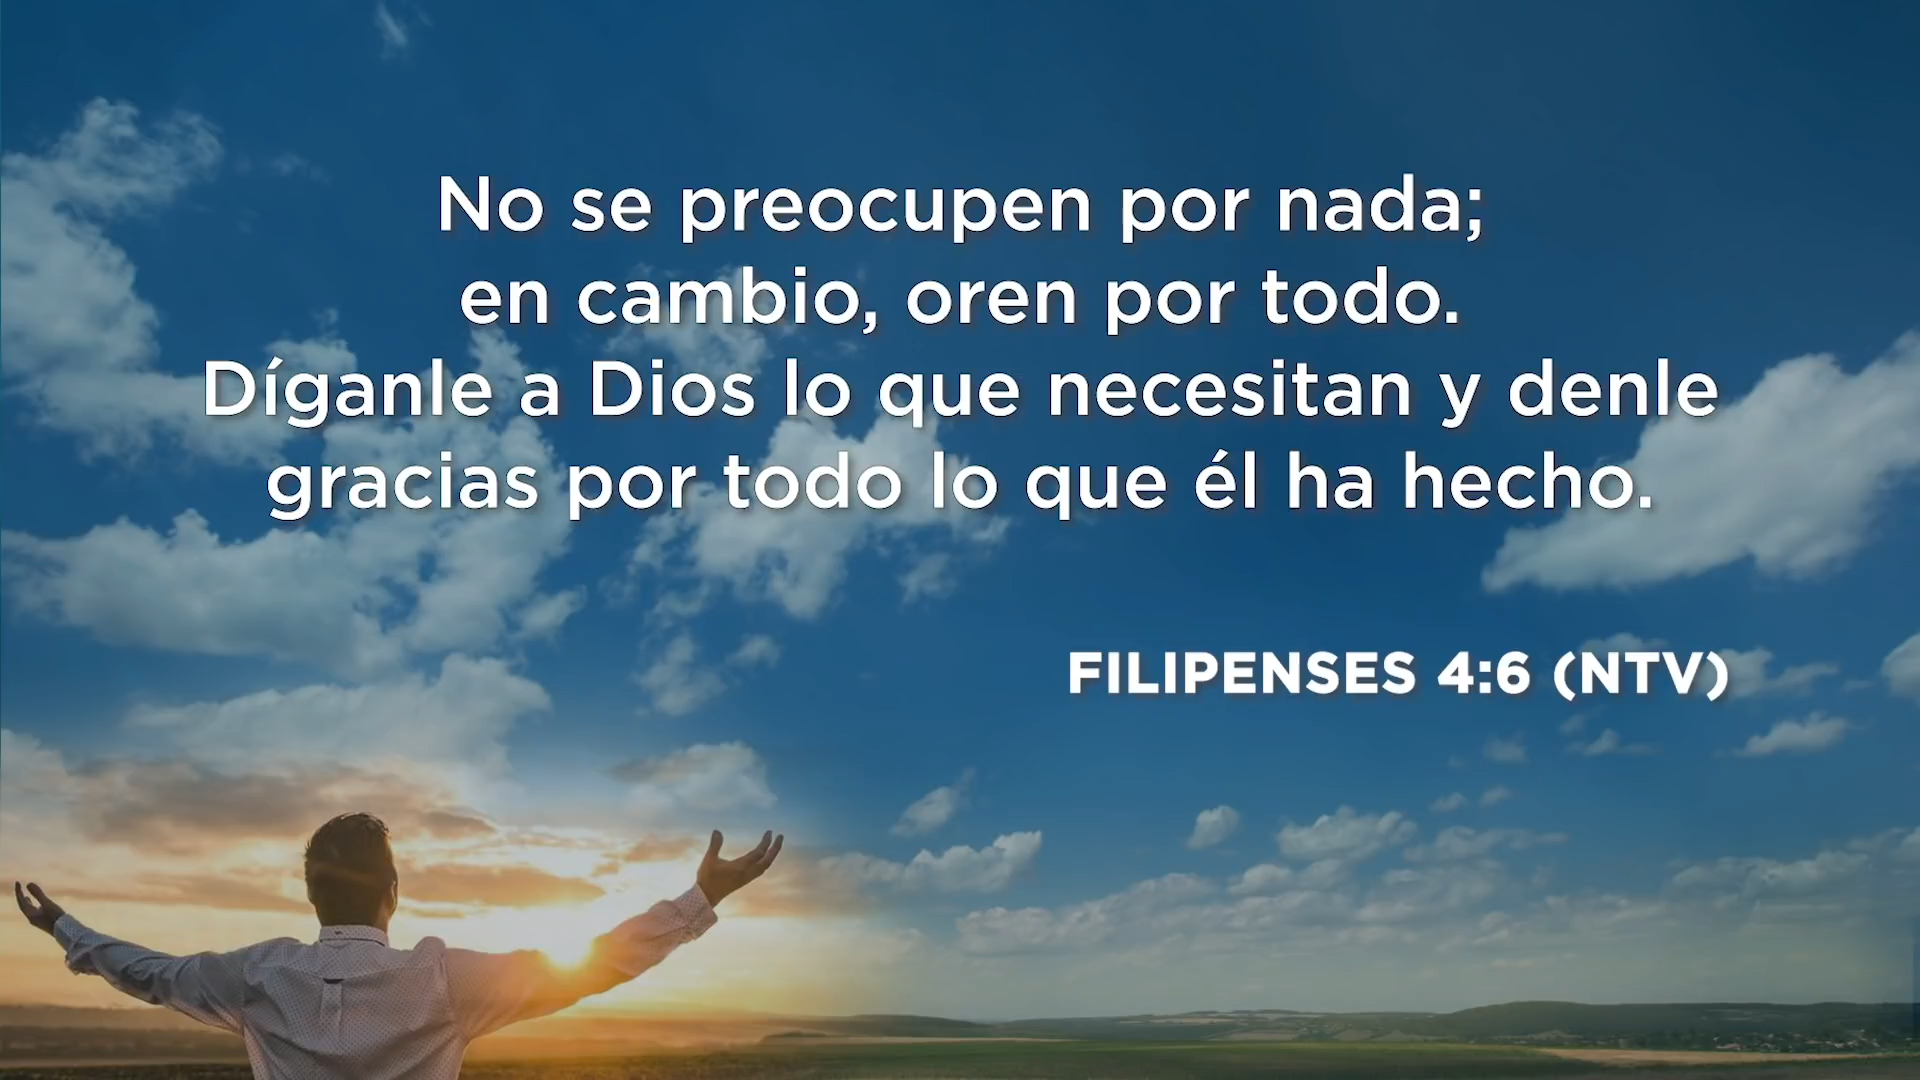 No se preocupen por nada;
en cambio, oren por todo.
Díganle a Dios lo que necesitan y denle
gracias por todo lo que él ha hecho.
FILIPENSES 4:6 (NTV)